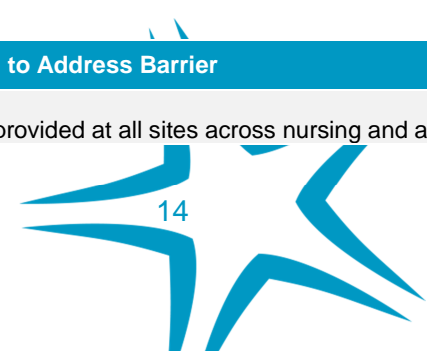 to Address Barrier
provided at all sites across nursing and a
14